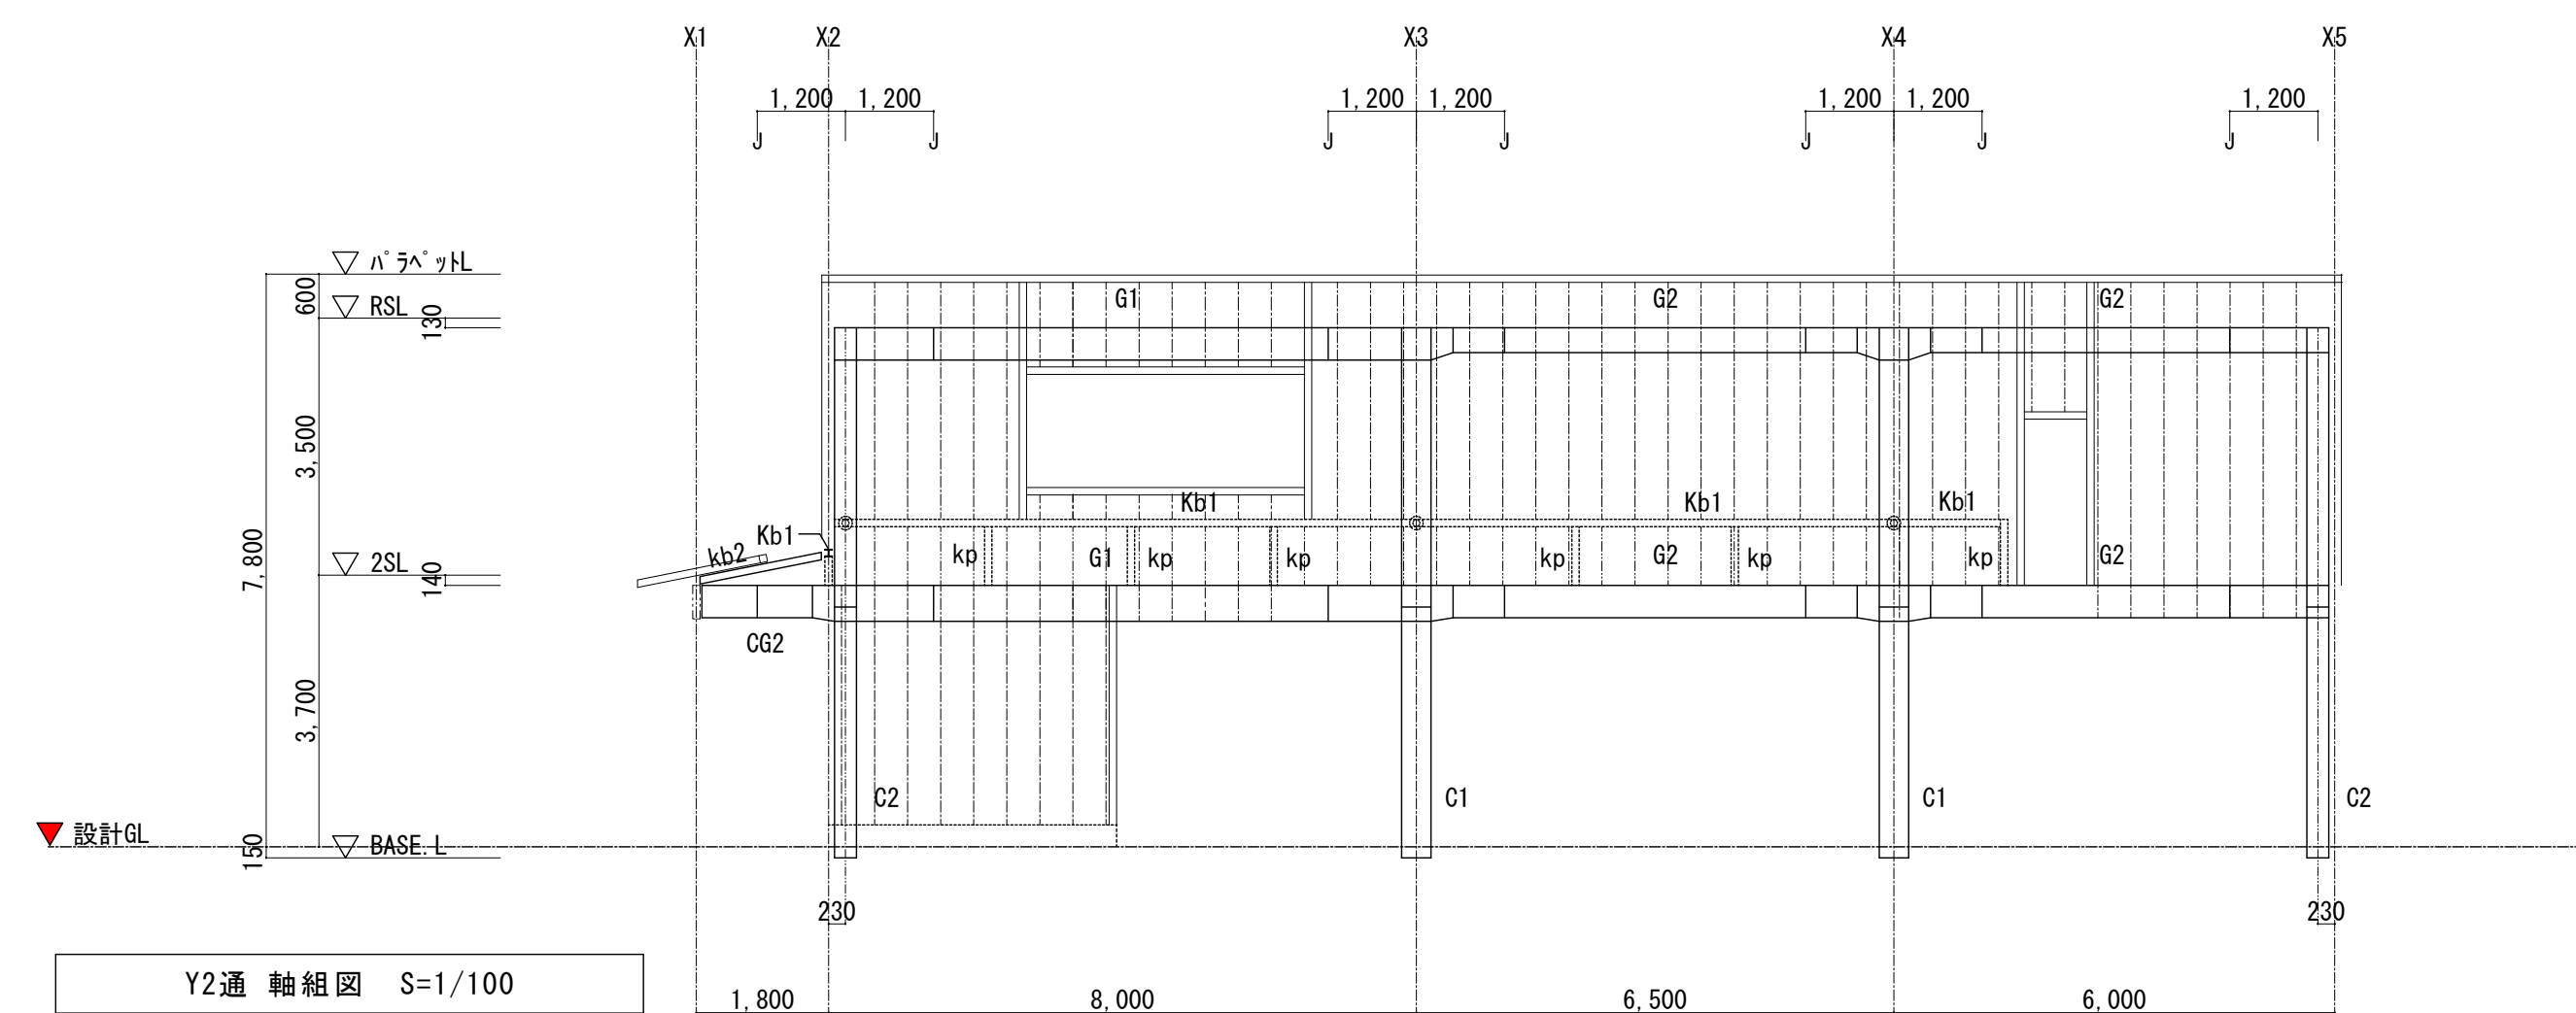 X1 X2 X3 X4 X5
1,200 1,200 1,200 1,200 1,200 1,200 1,200
J J J J J J J
ﾊﾟﾗﾍﾟｯﾄL
600
RSL
130
G1 G2 G2
3,500
7,800
Kb1 Kb1 Kb1
Kb1
kb2
2SL
140
kp G1 kp kp kp G2 kp kp G2
CG2
3,700
C2 C1 C1 C2
設計GL
BASE.L
150
230 230
Y2通 軸組図 S=1/100
1,800 8,000 6,500 6,000